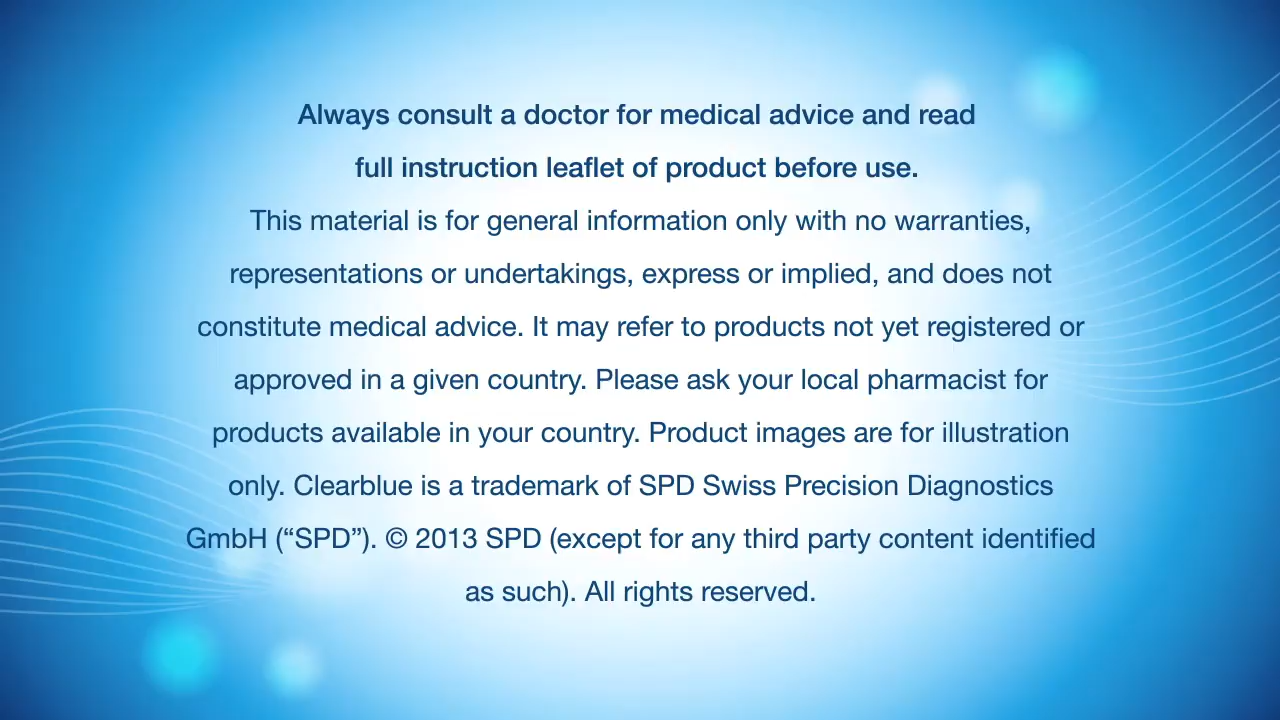 Always consult a doctor for medical advice and read
full instruction leaflet of product before use.
This material is for general information only with no warranties,
representations or undertakings, express or implied, and does not
constitute medical advice. It may refer to products not yet registered or
approved in a given country. Please ask your local pharmacist for
products available in your country. Product images are for illustration
only. Clearblue is a trademark of SPD Swiss Precision Diagnostics
GmbH (“SPD”). © 2013 SPD (except for any third party content identified
as such). All rights reserved.